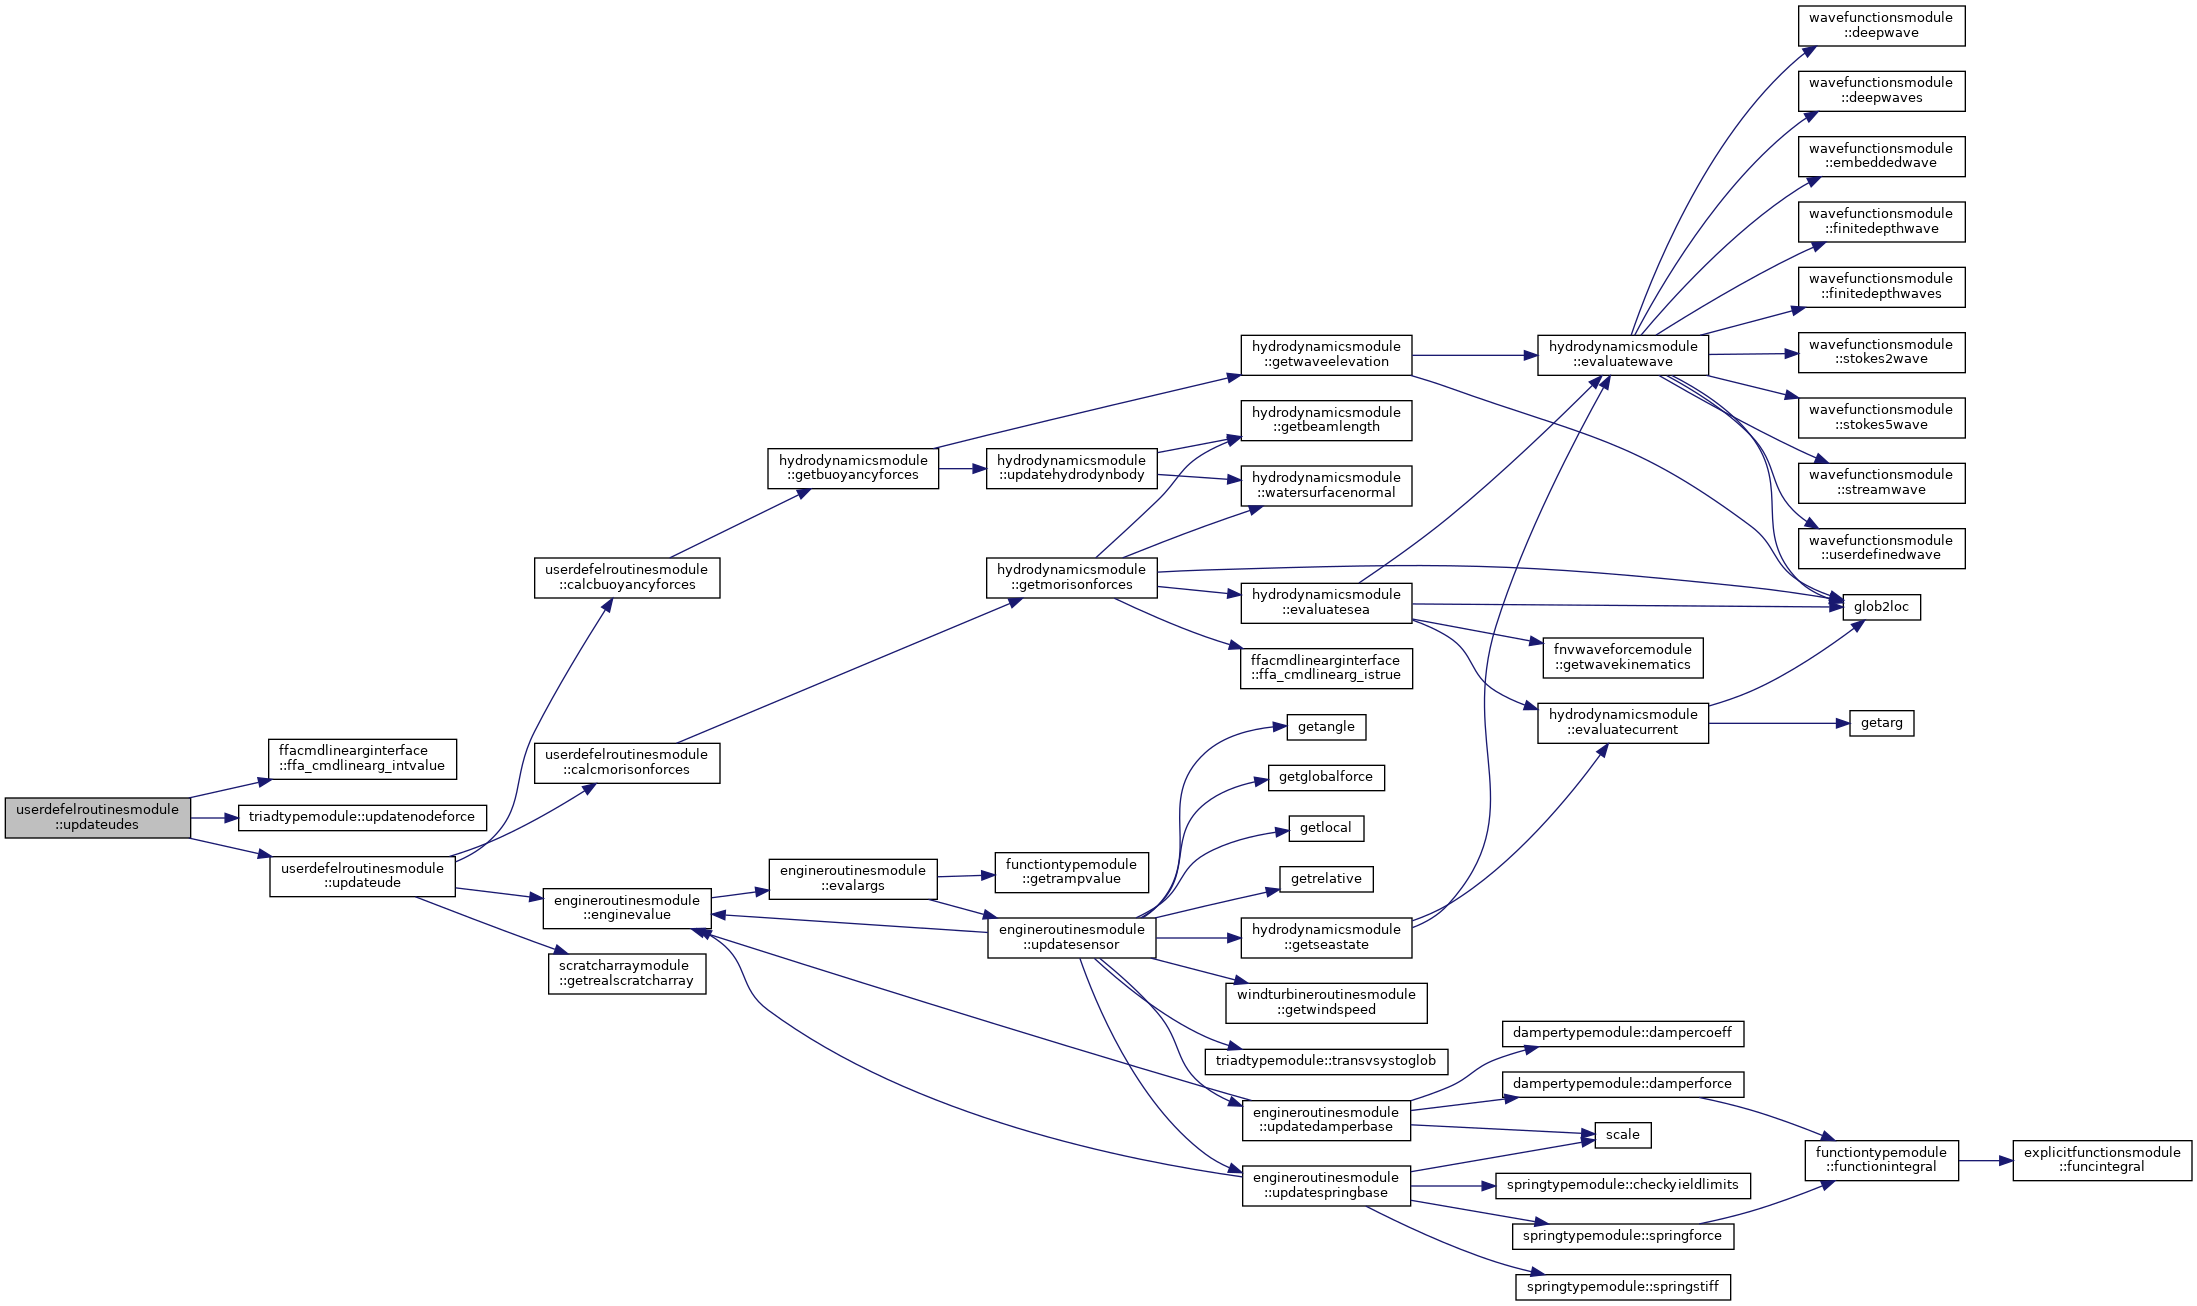 wavefunctionsmodule
::deepwave
wavefunctionsmodule
::deepwaves
wavefunctionsmodule
::embeddedwave
wavefunctionsmodule
::finitedepthwave
wavefunctionsmodule
::finitedepthwaves
hydrodynamicsmodule
::getwaveelevation
hydrodynamicsmodule
::evaluatewave
wavefunctionsmodule
::stokes2wave
hydrodynamicsmodule
::getbeamlength
wavefunctionsmodule
::stokes5wave
hydrodynamicsmodule
::getbuoyancyforces
hydrodynamicsmodule
::updatehydrodynbody
hydrodynamicsmodule
::watersurfacenormal
wavefunctionsmodule
::streamwave
wavefunctionsmodule
::userdefinedwave
userdefelroutinesmodule
::calcbuoyancyforces
hydrodynamicsmodule
::getmorisonforces
hydrodynamicsmodule
::evaluatesea
glob2loc
ffacmdlinearginterface
::ffa_cmdlinearg_istrue
fnvwaveforcemodule
::getwavekinematics
hydrodynamicsmodule
::evaluatecurrent
getarg
getangle
ffacmdlinearginterface
::ffa_cmdlinearg_intvalue
userdefelroutinesmodule
::calcmorisonforces
getglobalforce
userdefelroutinesmodule
::updateudes
triadtypemodule::updatenodeforce
getlocal
userdefelroutinesmodule
::updateude
engineroutinesmodule
::enginevalue
engineroutinesmodule
::evalargs
functiontypemodule
::getrampvalue
getrelative
engineroutinesmodule
::updatesensor
hydrodynamicsmodule
::getseastate
scratcharraymodule
::getrealscratcharray
windturbineroutinesmodule
::getwindspeed
triadtypemodule::transvsystoglob
dampertypemodule::dampercoeff
dampertypemodule::damperforce
engineroutinesmodule
::updatedamperbase
scale
functiontypemodule
::functionintegral
explicitfunctionsmodule
::funcintegral
engineroutinesmodule
::updatespringbase
springtypemodule::checkyieldlimits
springtypemodule::springforce
springtypemodule::springstiff